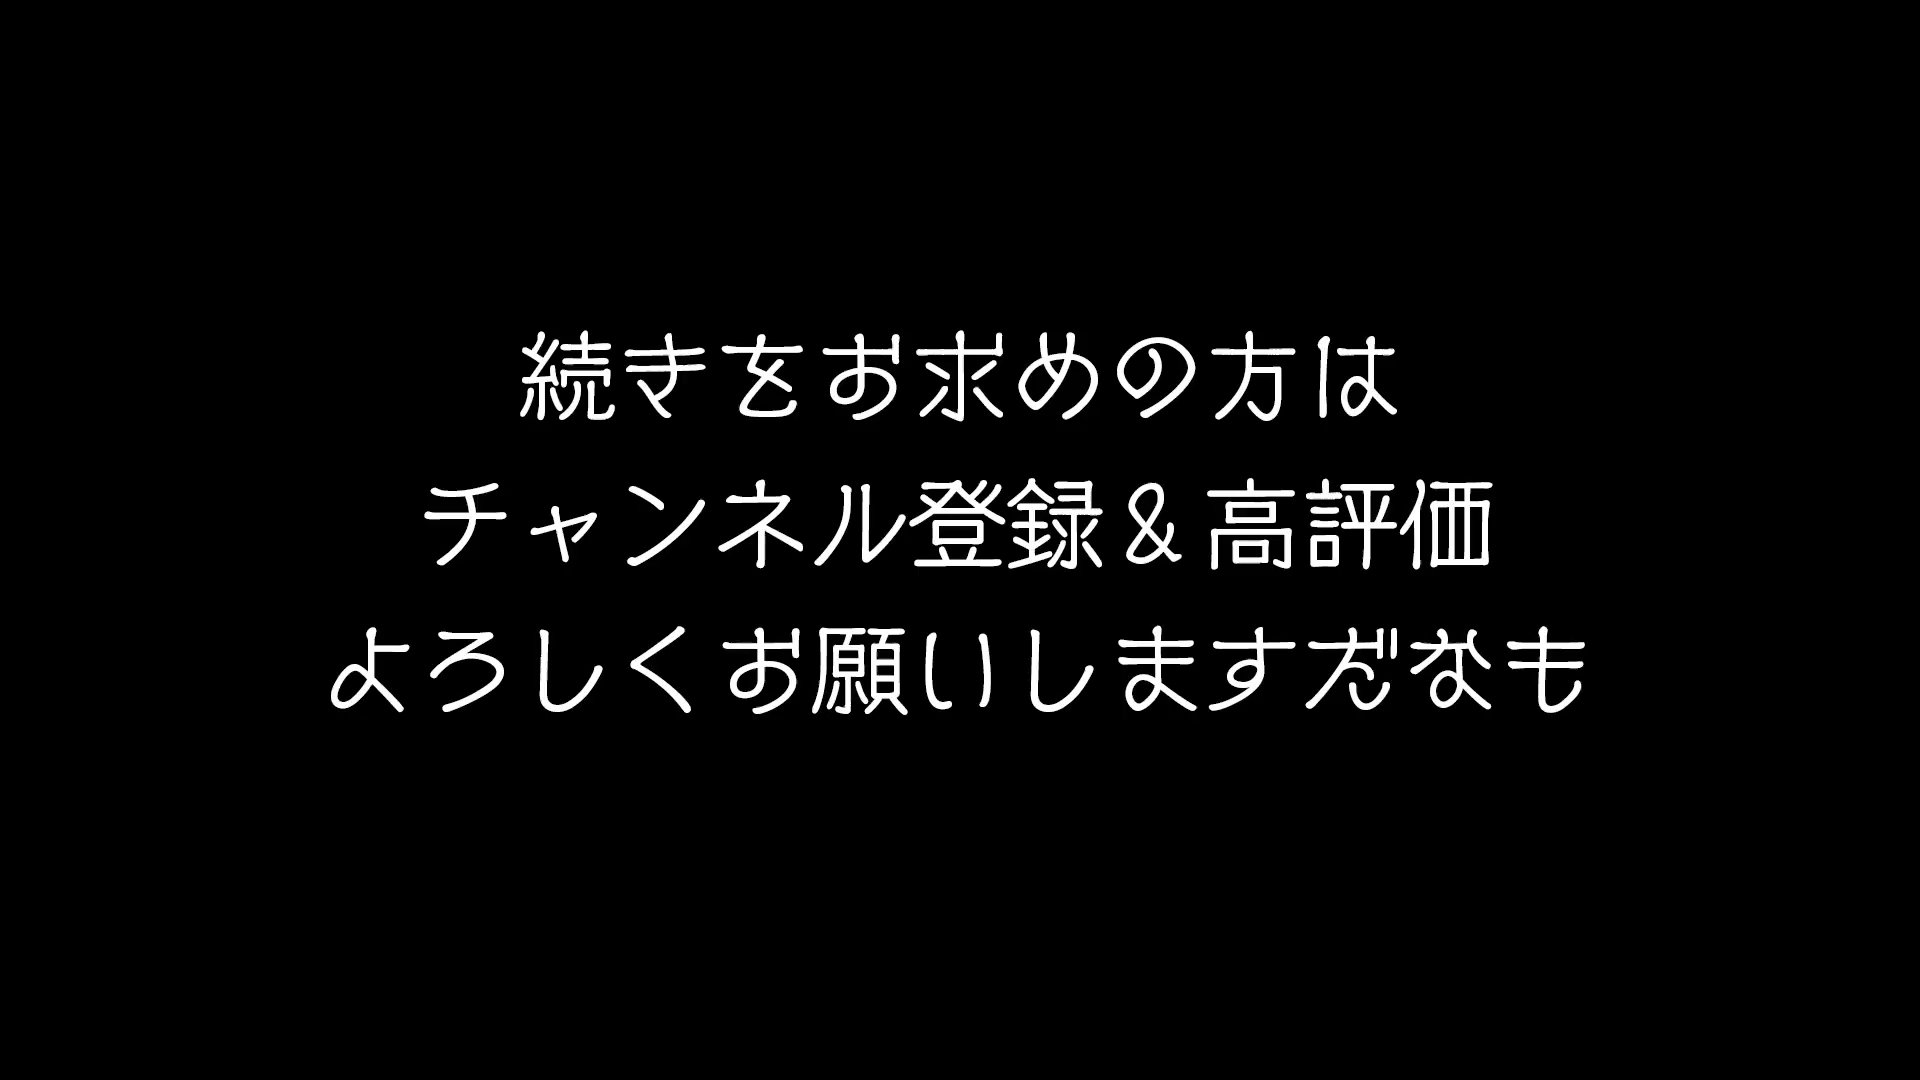 続きをお求めの方は
チャンネル登録＆高評価
よろしくお願いしますだなも